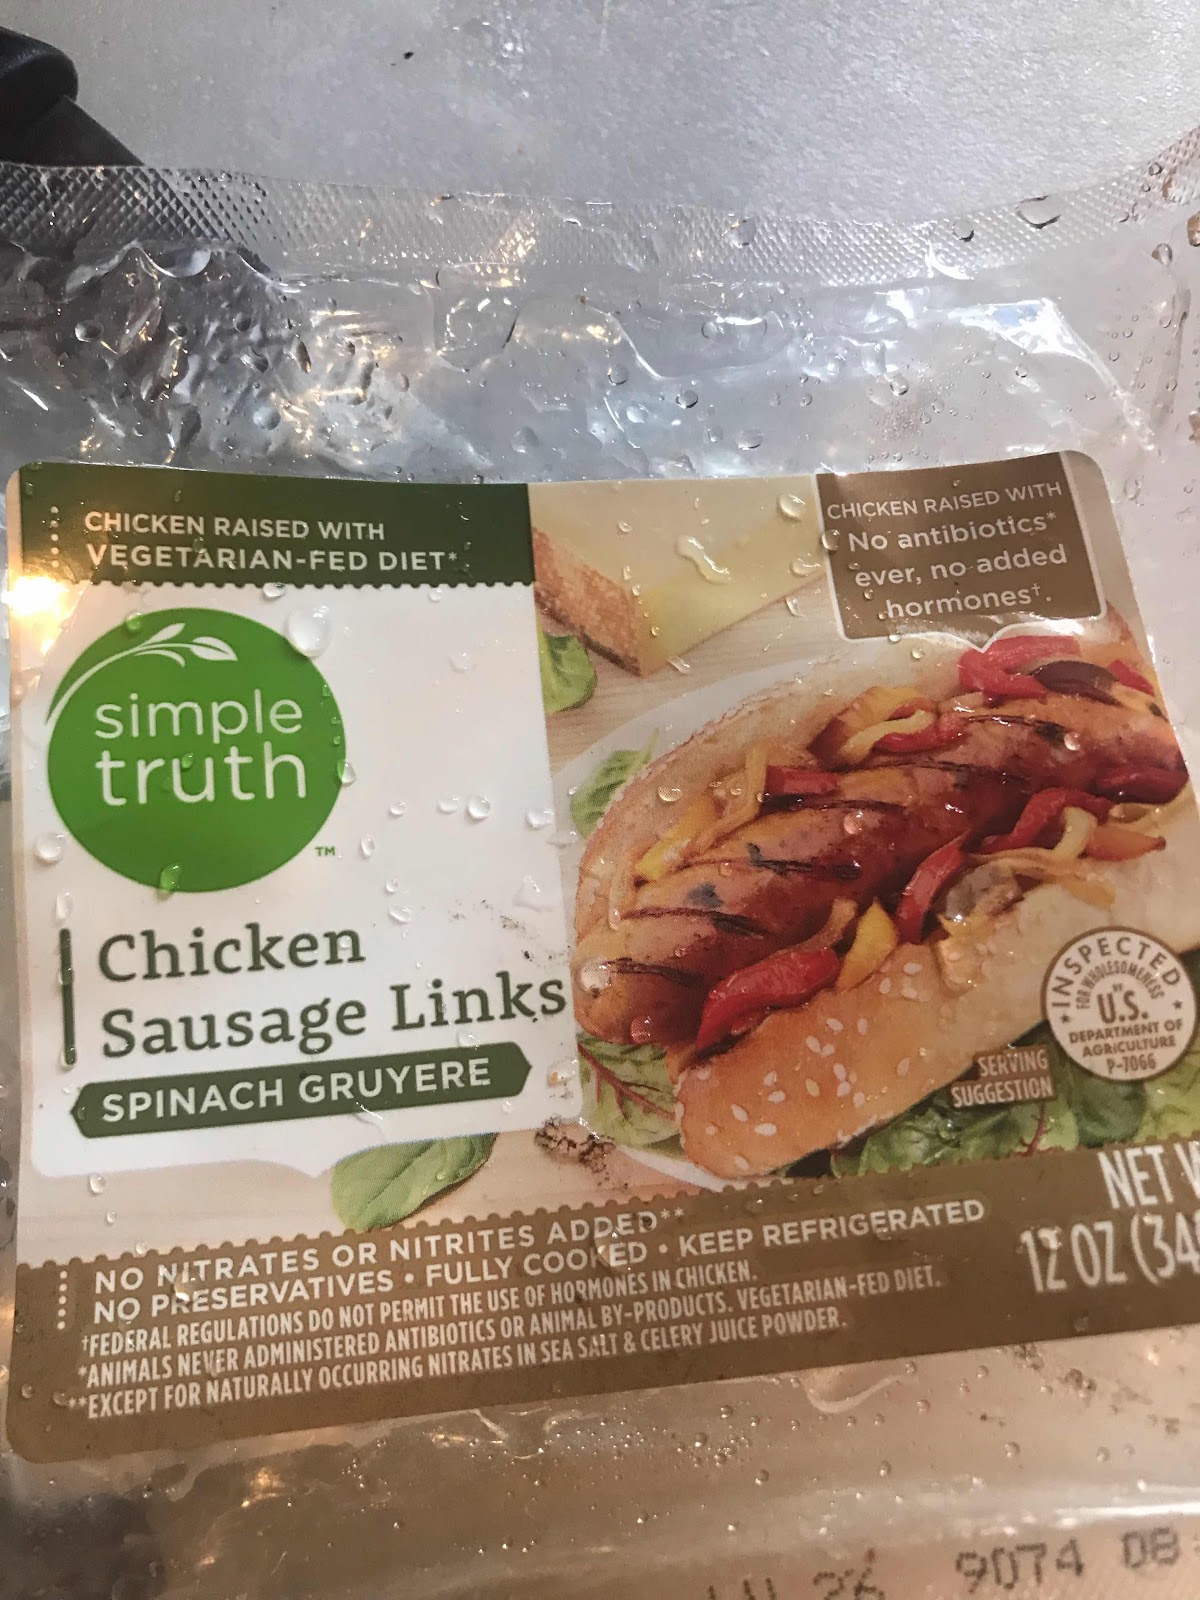 CHICKEN RAISED WITH
VEGETARIAN-FED DIET*
CHICKEN RAISED WITH
No antibiotics*
ever, no added
hormones†.
simple
truth
™
Chicken
Sausage Links
SPINACH GRUYERE
INSPECTED
FOR WHOLESOMENESS
BY
U.S.
DEPARTMENT OF
AGRICULTURE
P-7066
SERVING
SUGGESTION
NET
12 OZ (34
NO NITRATES OR NITRITES ADDED**
NO PRESERVATIVES • FULLY COOKED • KEEP REFRIGERATED
†FEDERAL REGULATIONS DO NOT PERMIT THE USE OF HORMONES IN CHICKEN.
*ANIMALS NEVER ADMINISTERED ANTIBIOTICS OR ANIMAL BY-PRODUCTS. VEGETARIAN-FED DIET.
**EXCEPT FOR NATURALLY OCCURRING NITRATES IN SEA SALT & CELERY JUICE POWDER.
9074 08: